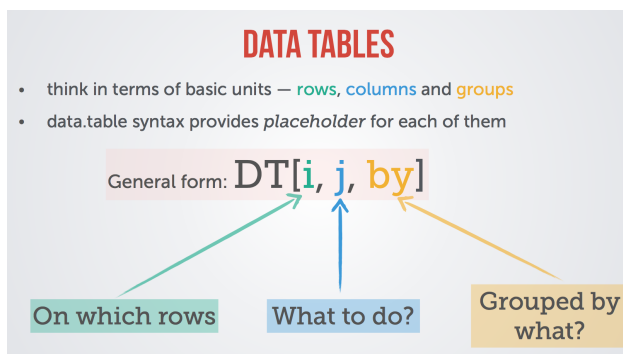 DATA TABLES
• think in terms of basic units — rows, columns and groups
• data.table syntax provides placeholder for each of them
General form: DT[i, j, by]
On which rows
What to do?
Grouped by
what?